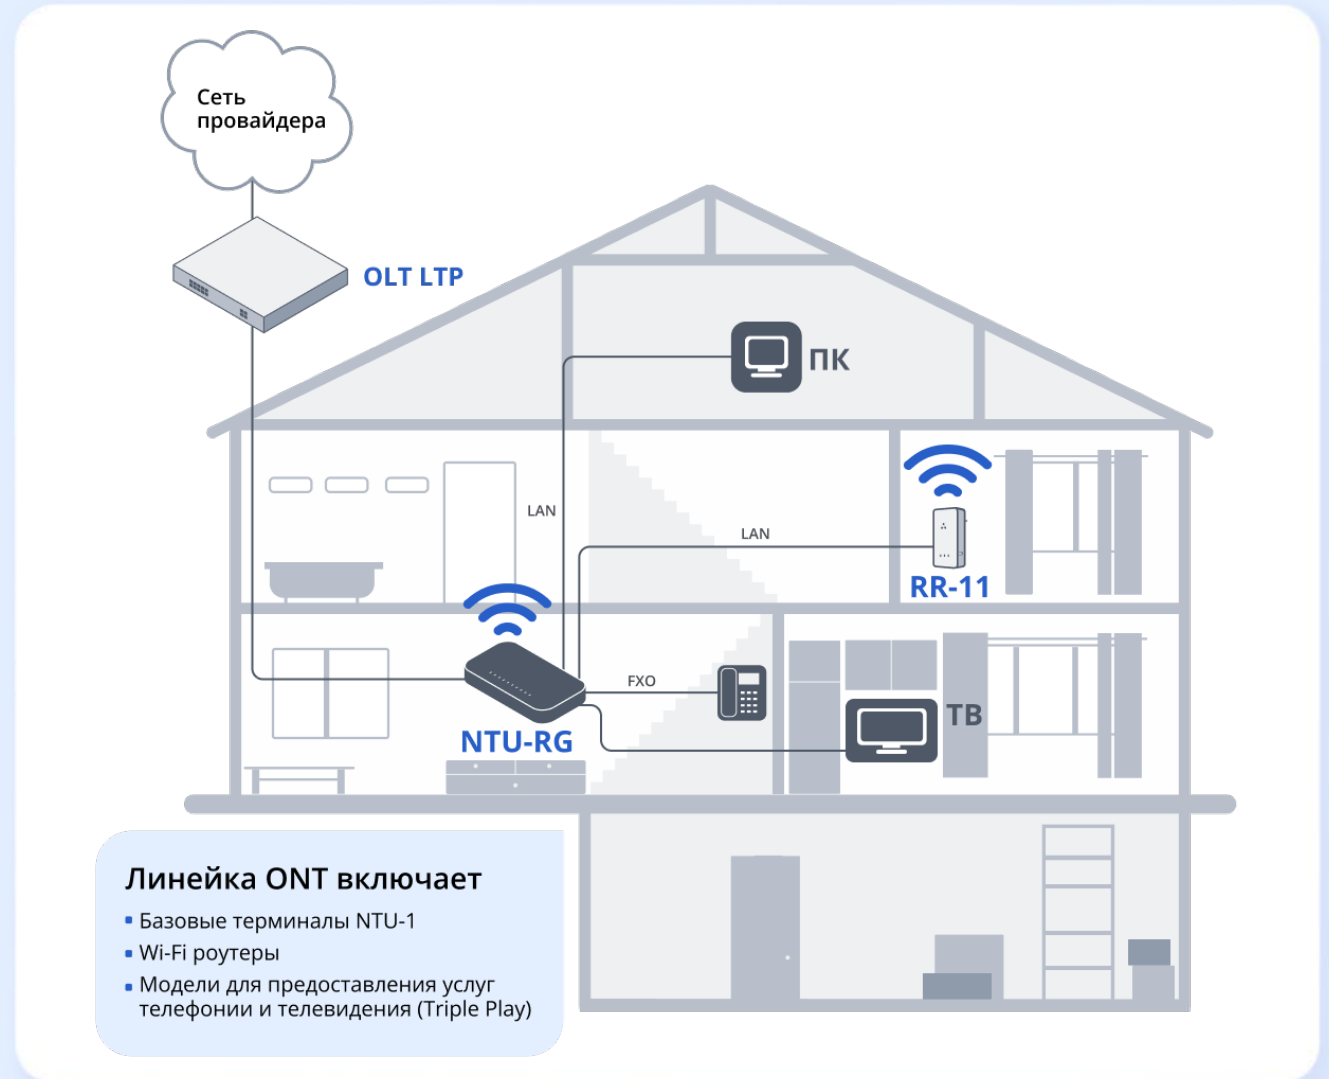 Сеть
провайдера
OLT LTP
ПК
LAN
LAN
RR-11
FXO
ТВ
NTU-RG
Линейка ONT включает
Базовые терминалы NTU-1
Wi-Fi роутеры
Модели для предоставления услуг
телефонии и телевидения (Triple Play)